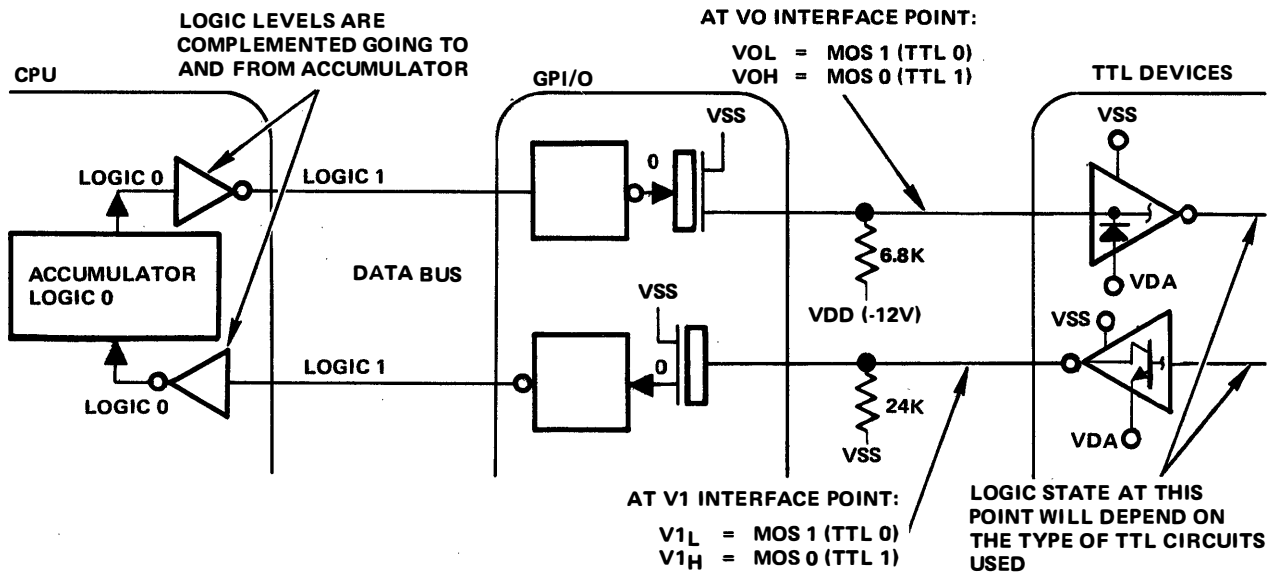 LOGIC LEVELS ARE
COMPLEMENTED GOING TO
AND FROM ACCUMULATOR
AT VO INTERFACE POINT:
VOL = MOS 1 (TTL 0)
VOH = MOS 0 (TTL 1)
CPU
GPI/O
TTL DEVICES
VSS
VSS
LOGIC 0
LOGIC 1
0
ACCUMULATOR
LOGIC 0
DATA BUS
6.8K
VDD (-12V)
VDA
VSS
VSS
LOGIC 1
0
LOGIC 0
24K
VSS
VDA
AT V1 INTERFACE POINT:
V1L = MOS 1 (TTL 0)
V1H = MOS 0 (TTL 1)
LOGIC STATE AT THIS
POINT WILL DEPEND ON
THE TYPE OF TTL CIRCUITS
USED